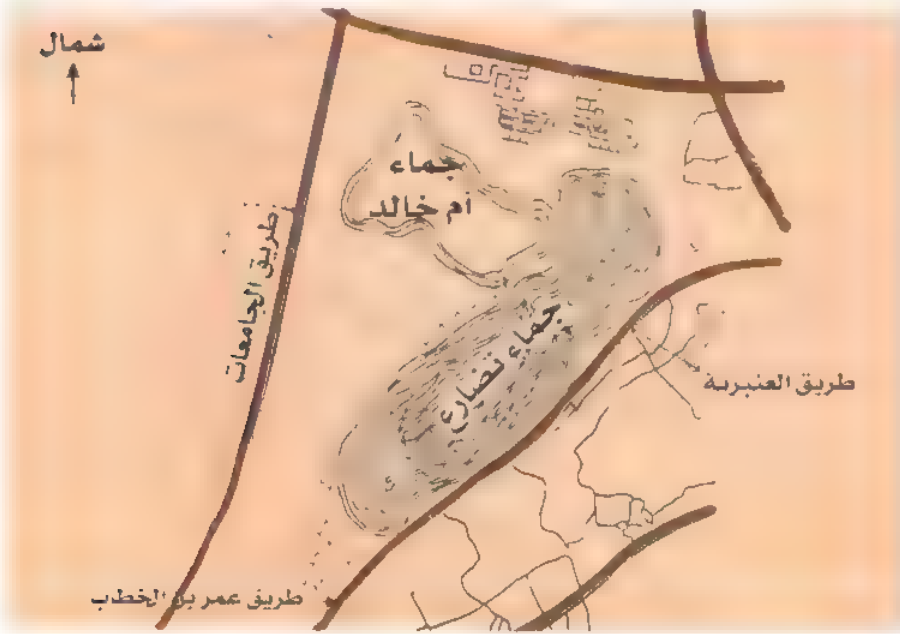 شمال
جماء
أم خالد
طريق الجامعات
جماء تضارع
طريق العنبرية
طريق عمر بن الخطاب